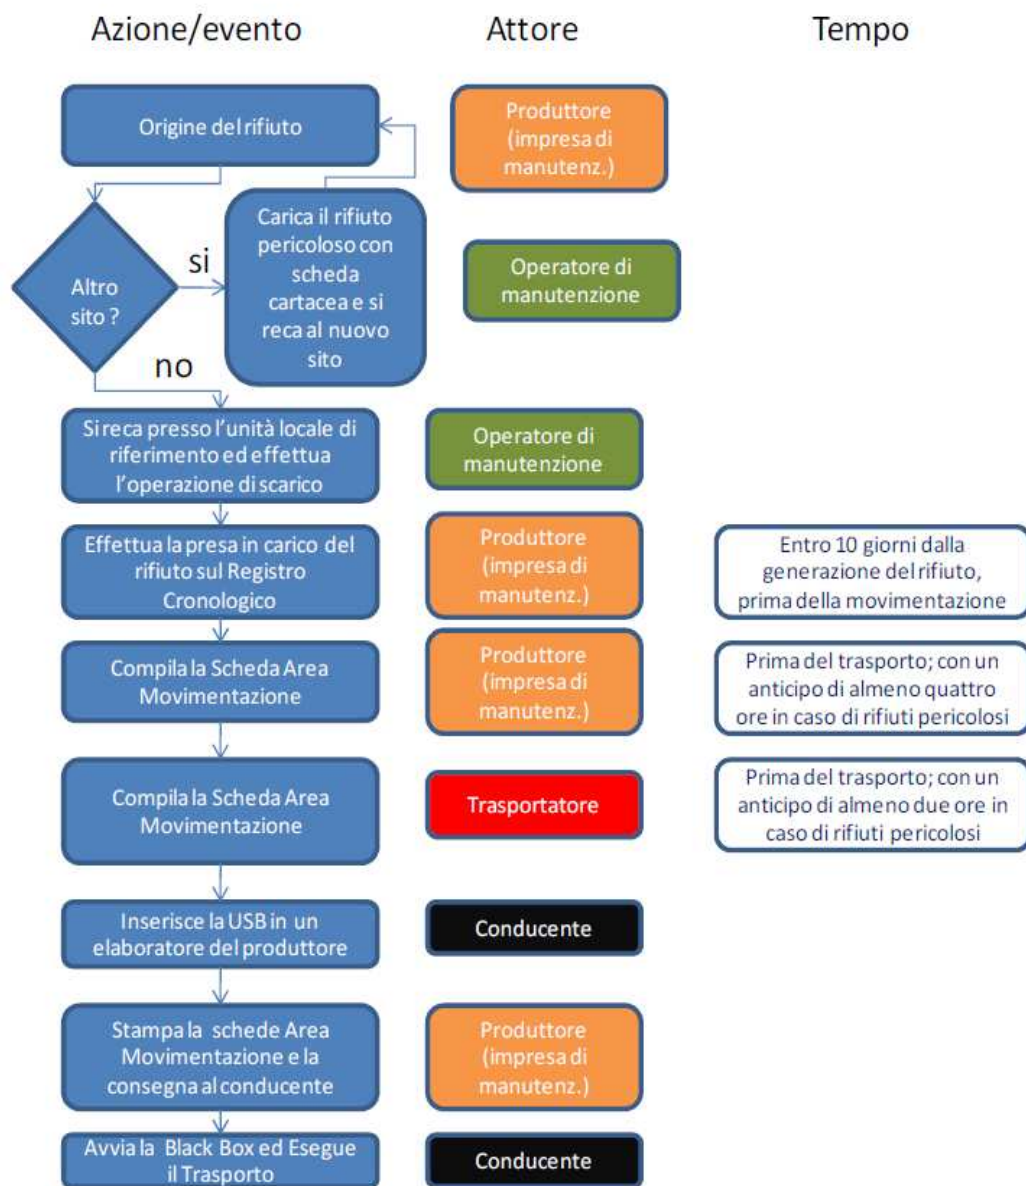 Azione/evento
Attore
Tempo
Origine del rifiuto
Produttore
(impresa di
manutenz.)
Altro
sito ?
si
Carica il rifiuto
pericoloso con
scheda
cartacea e si
reca al nuovo
sito
Operatore di
manutenzione
no
Si reca presso l'unità locale di
riferimento ed effettua
l'operazione di scarico
Operatore di
manutenzione
Effettua la presa in carico del
rifiuto sul Registro
Cronologico
Produttore
(impresa di
manutenz.)
Entro 10 giorni dalla
generazione del rifiuto,
prima della movimentazione
Compila la Scheda Area
Movimentazione
Produttore
(impresa di
manutenz.)
Prima del trasporto; con un
anticipo di almeno quattro
ore in caso di rifiuti pericolosi
Compila la Scheda Area
Movimentazione
Trasportatore
Prima del trasporto; con un
anticipo di almeno due ore in
caso di rifiuti pericolosi
Inserisce la USB in un
elaboratore del produttore
Conducente
Stampa la schede Area
Movimentazione e la
consegna al conducente
Produttore
(impresa di
manutenz.)
Avvia la Black Box ed Esegue
il Trasporto
Conducente